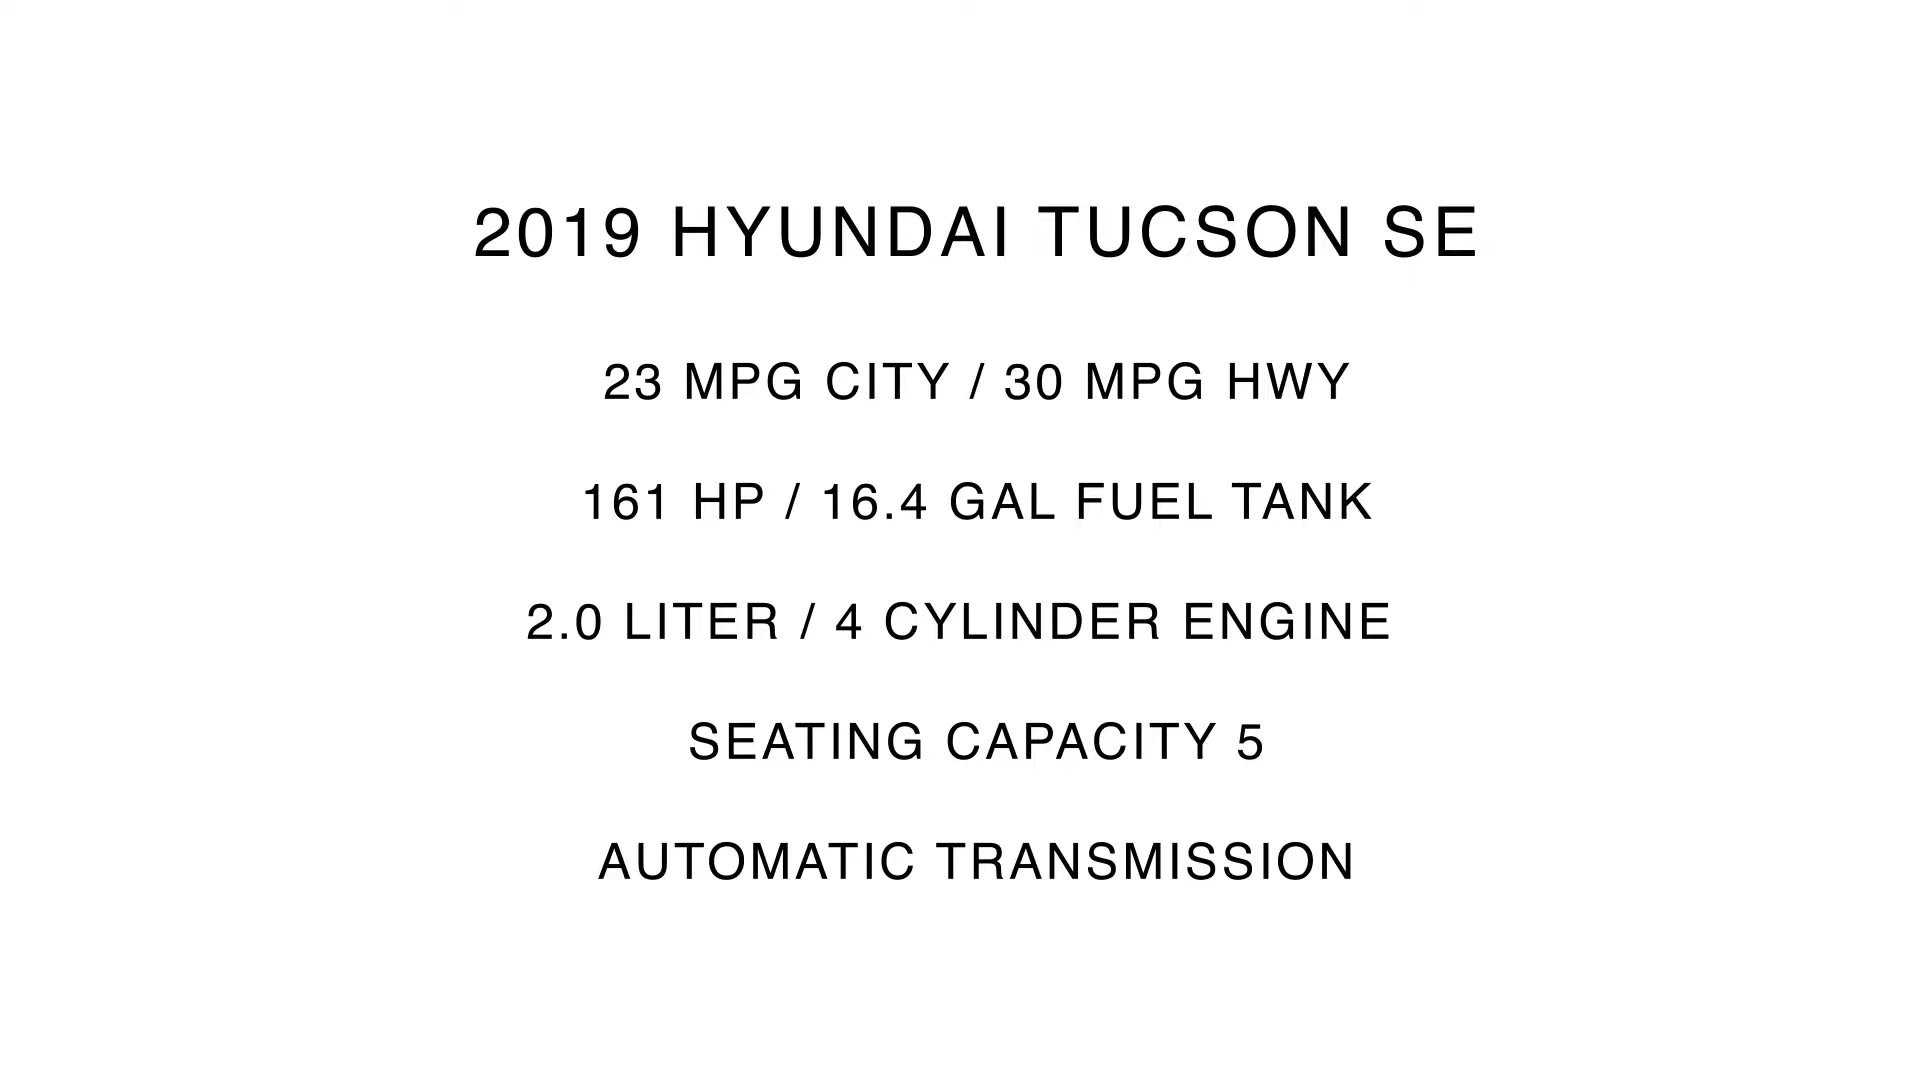 2019 HYUNDAI TUCSON SE
23 MPG CITY / 30 MPG HWY
161 HP / 16.4 GAL FUEL TANK
2.0 LITER / 4 CYLINDER ENGINE
SEATING CAPACITY 5
AUTOMATIC TRANSMISSION